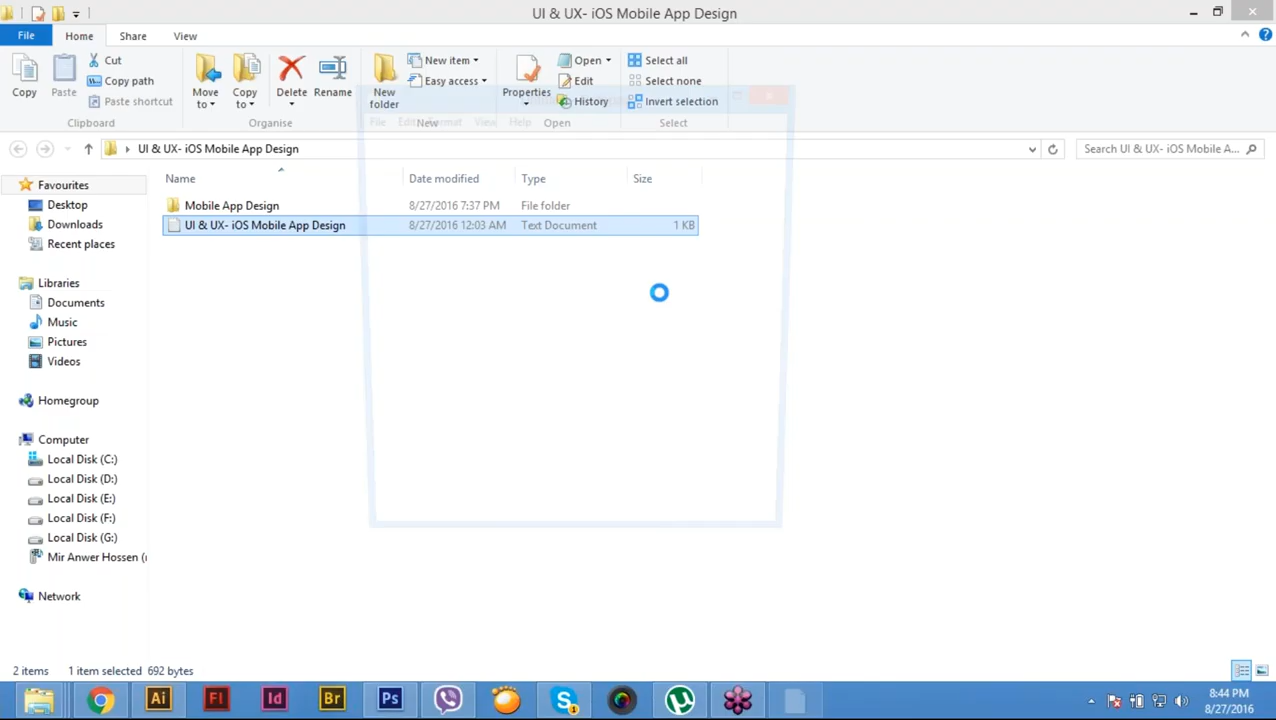 UI & UX- iOS Mobile App Design
File Home Share View
Copy
Paste
Cut
Copy path
Paste shortcut
Clipboard
Move to
Copy to
Delete
Rename
Organise
New folder
New item
Easy access
New
Properties
Open
Edit
History
Open
Select all
Select none
Invert selection
Select
File Edit Format View Help
UI & UX- iOS Mobile App Design
Search UI & UX- iOS Mobile A...
Name Date modified Type Size
Mobile App Design 8/27/2016 7:37 PM File folder
UI & UX- iOS Mobile App Design 8/27/2016 12:03 AM Text Document 1 KB
Favourites
Desktop
Downloads
Recent places
Libraries
Documents
Music
Pictures
Videos
Homegroup
Computer
Local Disk (C:)
Local Disk (D:)
Local Disk (E:)
Local Disk (F:)
Local Disk (G:)
Mir Anwer Hossen (
Network
2 items 1 item selected 692 bytes
Ai Fl Id Br Ps
8:44 PM
8/27/2016